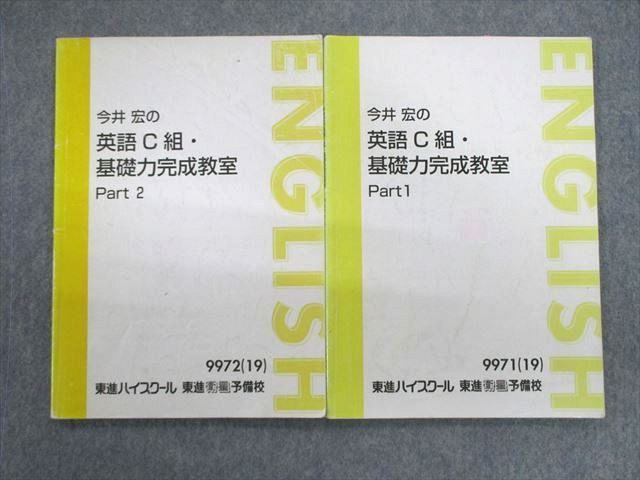 今井 宏の
英語C組・
基礎力完成教室
Part 2
9972(19)
東進ハイスクール 東進衛星予備校
ENGLISH
今井 宏の
英語C組・
基礎力完成教室
Part1
9971(19)
東進ハイスクール 東進衛星予備校
ENGLISH